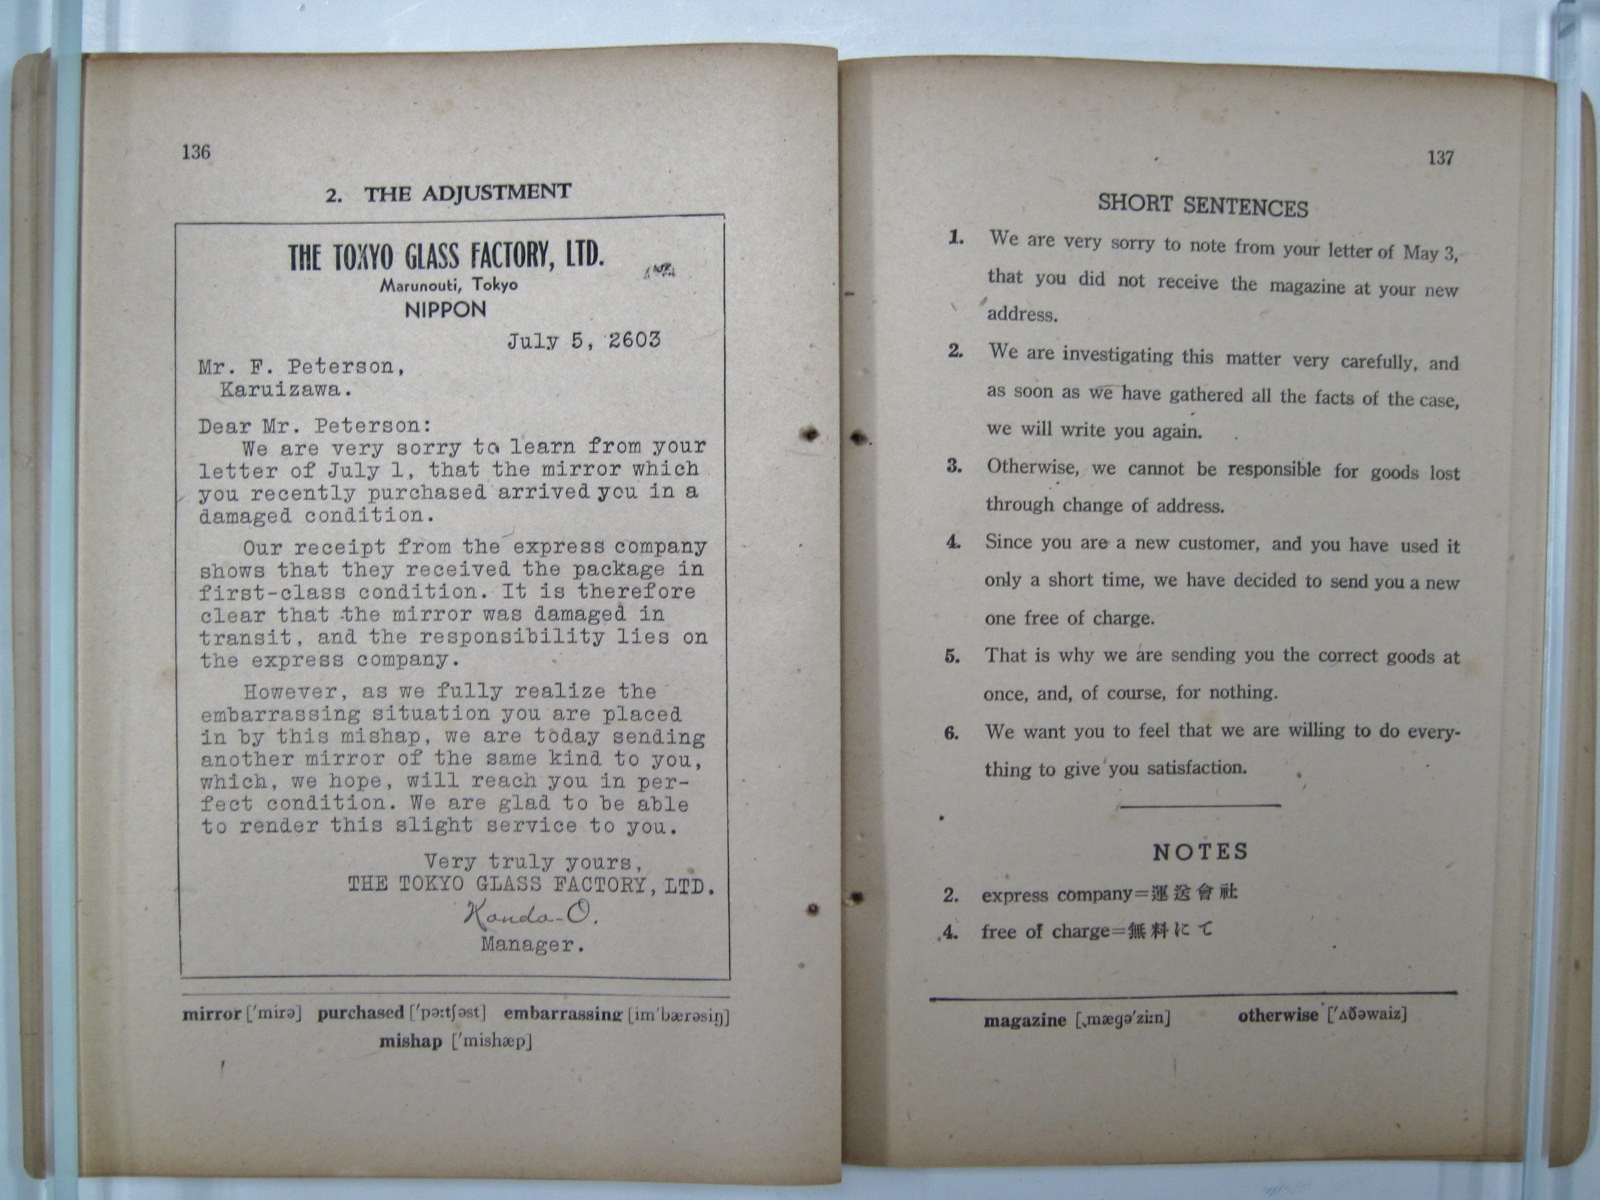 136
2. THE ADJUSTMENT
THE TOKYO GLASS FACTORY, LTD.
Marunouti, Tokyo
NIPPON
July 5, 2603
Mr. F. Peterson,
Karuizawa.
Dear Mr. Peterson:
We are very sorry to learn from your
letter of July 1, that the mirror which
you recently purchased arrived you in a
damaged condition.
Our receipt from the express company
shows that they received the package in
first-class condition. It is therefore
clear that the mirror was damaged in
transit, and the responsibility lies on
the express company.
However, as we fully realize the
embarrassing situation you are placed
in by this mishap, we are today sending
another mirror of the same kind to you,
which, we hope, will reach you in per-
fect condition. We are glad to be able
to render this slight service to you.
Very truly yours,
THE TOKYO GLASS FACTORY, LTD.
Kanda-O.
Manager.
mirror [ˈmirə] purchased [ˈpə:tʃəst] embarrassing [imˈbærəsiŋ]
mishap [ˈmishæp]
137
SHORT SENTENCES
1. We are very sorry to note from your letter of May 3,
that you did not receive the magazine at your new
address.
2. We are investigating this matter very carefully, and
as soon as we have gathered all the facts of the case,
we will write you again.
3. Otherwise, we cannot be responsible for goods lost
through change of address.
4. Since you are a new customer, and you have used it
only a short time, we have decided to send you a new
one free of charge.
5. That is why we are sending you the correct goods at
once, and, of course, for nothing.
6. We want you to feel that we are willing to do every-
thing to give you satisfaction.
NOTES
2. express company=運送會社
4. free of charge=無料にて
magazine [ˌmægəˈzi:n] otherwise [ˈʌðəwaiz]